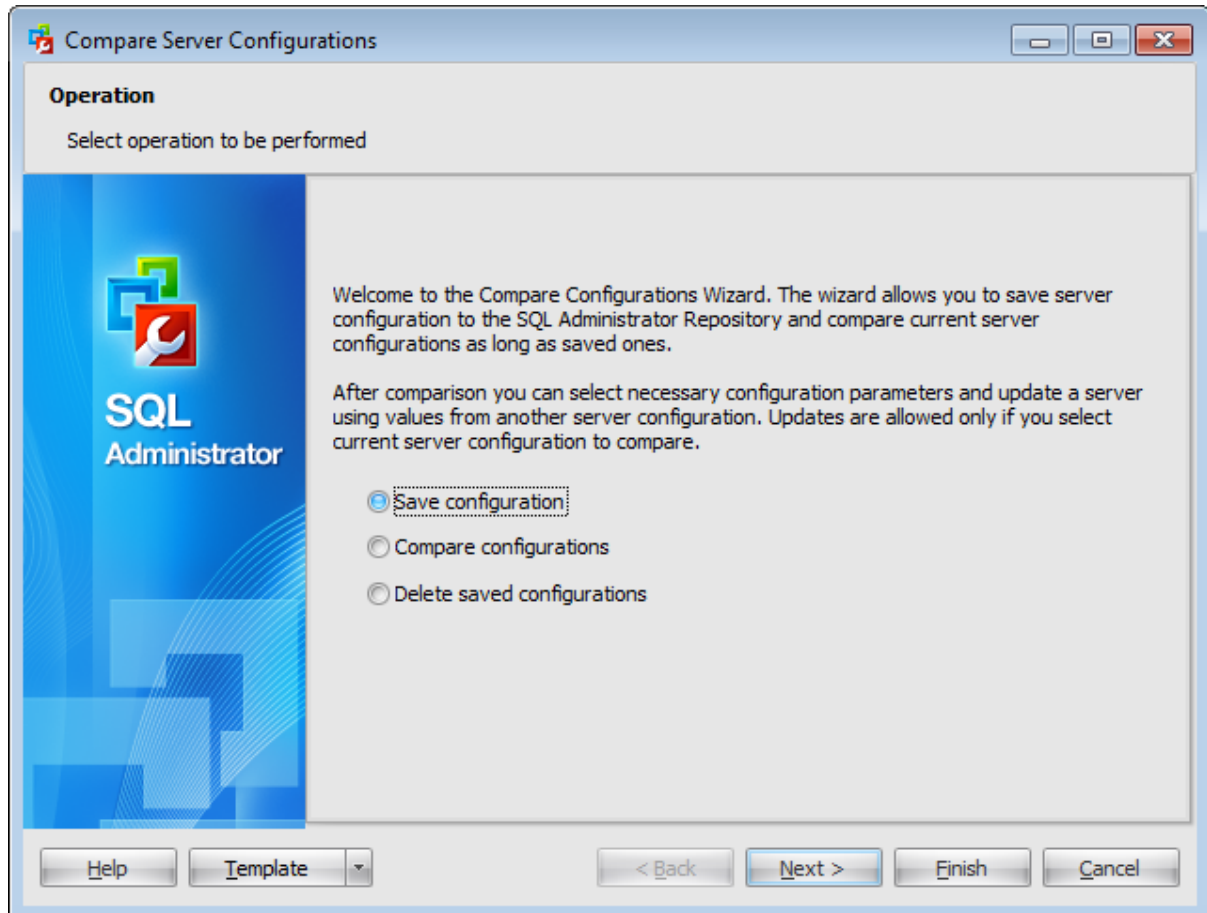 Compare Server Configurations
Operation
Select operation to be performed
SQL
Administrator
Welcome to the Compare Configurations Wizard. The wizard allows you to save server
configuration to the SQL Administrator Repository and compare current server
configurations as long as saved ones.
After comparison you can select necessary configuration parameters and update a server
using values from another server configuration. Updates are allowed only if you select
current server configuration to compare.
Save configuration
Compare configurations
Delete saved configurations
Help
Template
< Back
Next >
Finish
Cancel